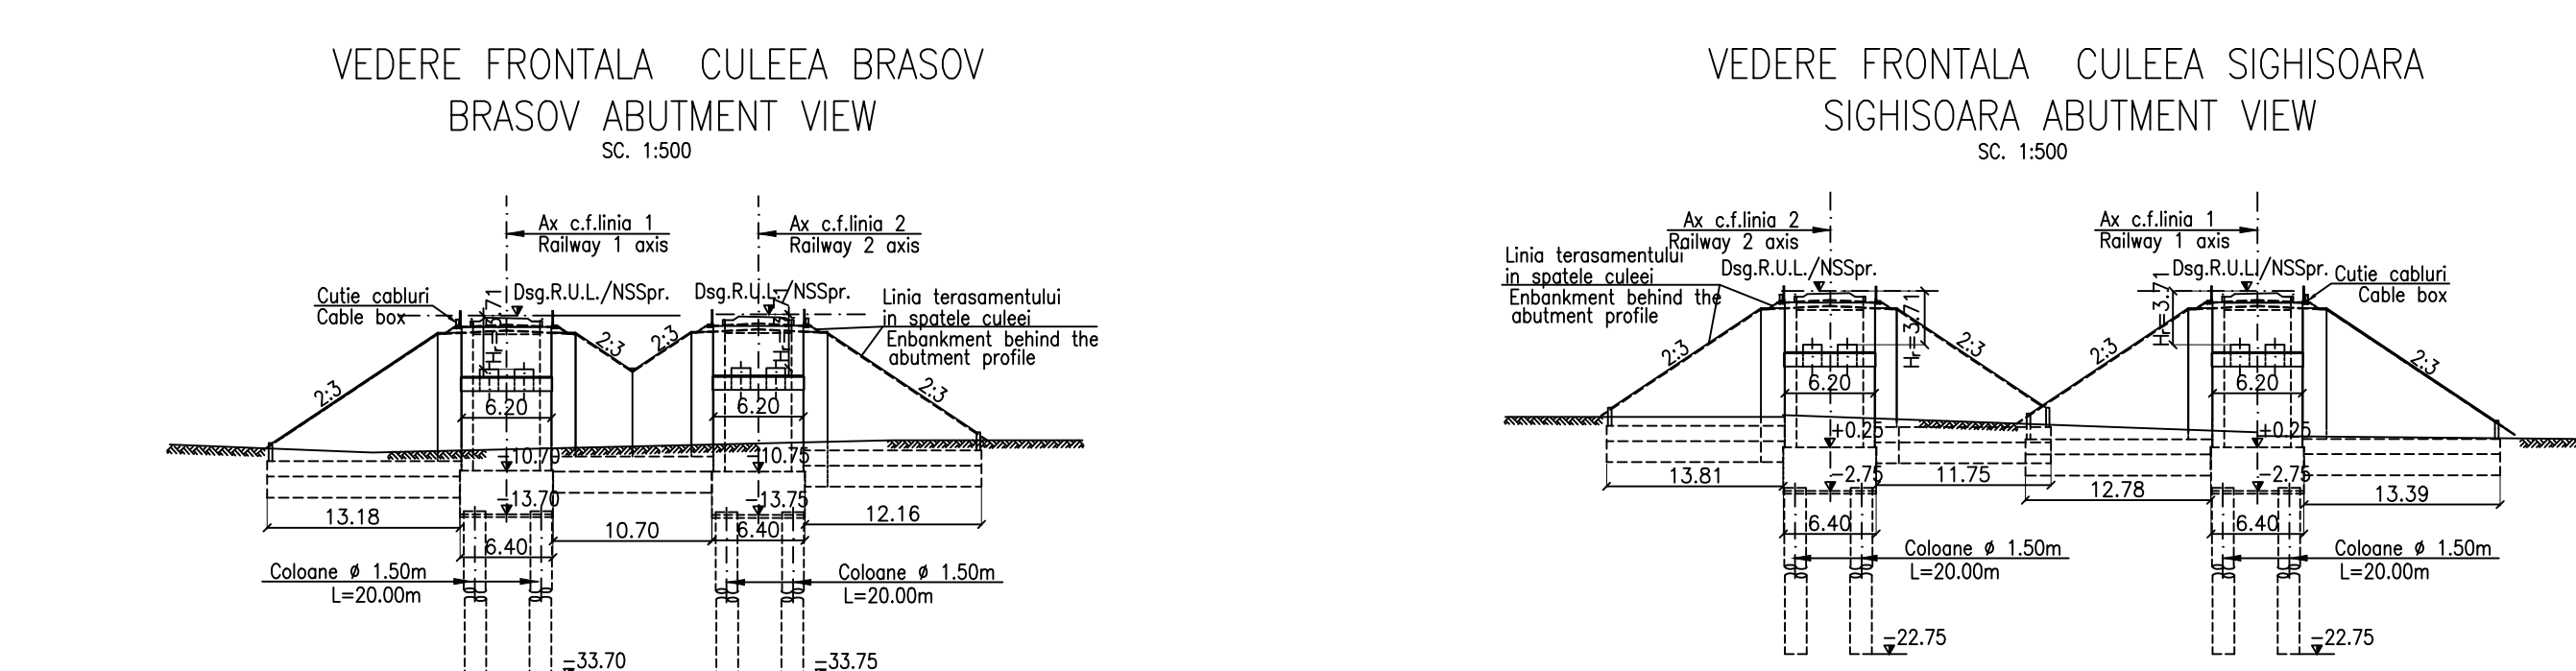 VEDERE FRONTALA CULEEA BRASOV
BRASOV ABUTMENT VIEW
SC. 1:500
Ax c.f.linia 1
Railway 1 axis
Ax c.f.linia 2
Railway 2 axis
Cutie cabluri
Cable box
Dsg.R.U.L./NSSpr.
Dsg.R.U.L./NSSpr.
Linia terasamentului
in spatele culeei
Enbankment behind the
abutment profile
Hr=3.71
2:3
2:3
2:3
2:3
6.20
6.20
-10.70
-10.75
-13.70
-13.75
13.18
10.70
12.16
6.40
6.40
Coloane ø 1.50m
L=20.00m
Coloane ø 1.50m
L=20.00m
-33.70
-33.75
VEDERE FRONTALA CULEEA SIGHISOARA
SIGHISOARA ABUTMENT VIEW
SC. 1:500
Ax c.f.linia 2
Railway 2 axis
Ax c.f.linia 1
Railway 1 axis
Linia terasamentului
in spatele culeei
Enbankment behind the
abutment profile
Dsg.R.U.L./NSSpr.
Dsg.R.U.L./NSSpr.
Cutie cabluri
Cable box
Hr=3.71
Hr=3.71
2:3
2:3
2:3
2:3
6.20
6.20
+0.25
+0.25
-2.75
-2.75
13.81
11.75
12.78
13.39
6.40
6.40
Coloane ø 1.50m
L=20.00m
Coloane ø 1.50m
L=20.00m
-22.75
-22.75